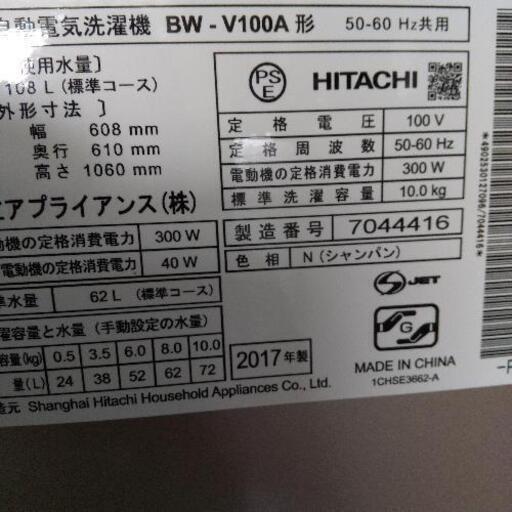 自動電気洗濯機 BW - V100A 形 50-60 Hz共用
使用水量〕
108 L (標準コース)
外形寸法〕
幅 608 mm
奥行 610 mm
高さ 1060 mm
アプライアンス(株)
動機の定格消費電力 300 W
電動機の定格消費電力 40 W
準水量 62 L (標準コース)
濯容量と水量 (手動設定の水量)
容量(kg) 0.5 3.5 6.0 8.0 10.0
量(L) 24 38 52 62 72
造元 Shanghai Hitachi Household Appliances Co., Ltd.
PS
E
HITACHI
定格電圧 100 V
定格周波数 50-60 Hz
電動機の定格消費電力 300 W
標準洗濯容量 10.0 kg
製造番号 7044416
色相 N (シャンパン)
S JET
G
2017年製
MADE IN CHINA
1CHSE3662-A
*4902530127096/7044416*